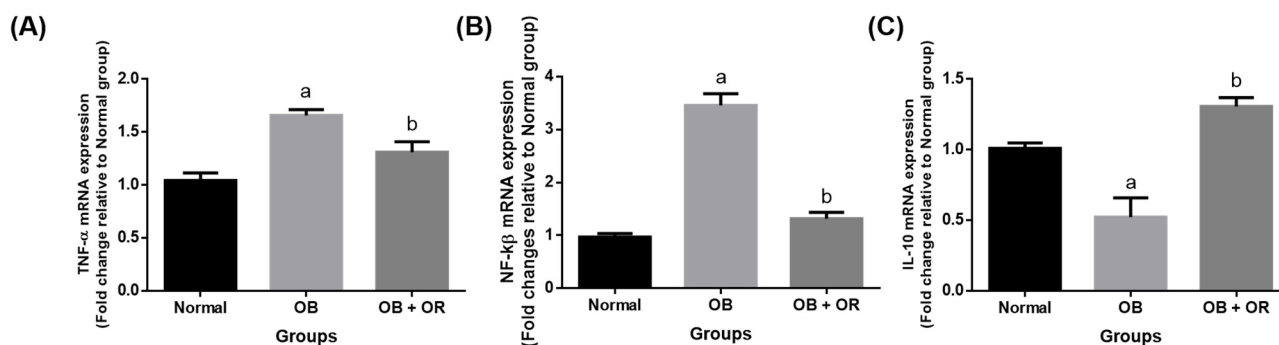 (A)
TNF-α mRNA expression
(Fold change relative to Normal group)
2.0
1.5
1.0
0.5
0.0
a
b
Normal OB OB + OR
Groups
(B)
NF-kβ mRNA expression
(Fold changes relative to Normal group)
4
3
2
1
0
a
b
Normal OB OB + OR
Groups
(C)
IL-10 mRNA expression
(Fold change relative to Normal group)
1.5
1.0
0.5
0.0
a
b
Normal OB OB + OR
Groups